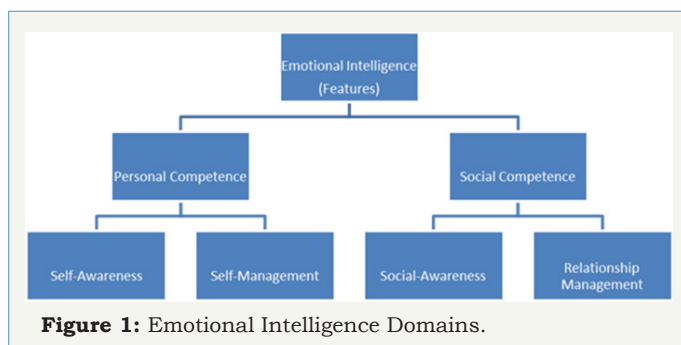 Emotional Intelligence
(Features)
Personal Competence
Social Competence
Self-Awareness
Self-Management
Social-Awareness
Relationship
Management
Figure 1: Emotional Intelligence Domains.